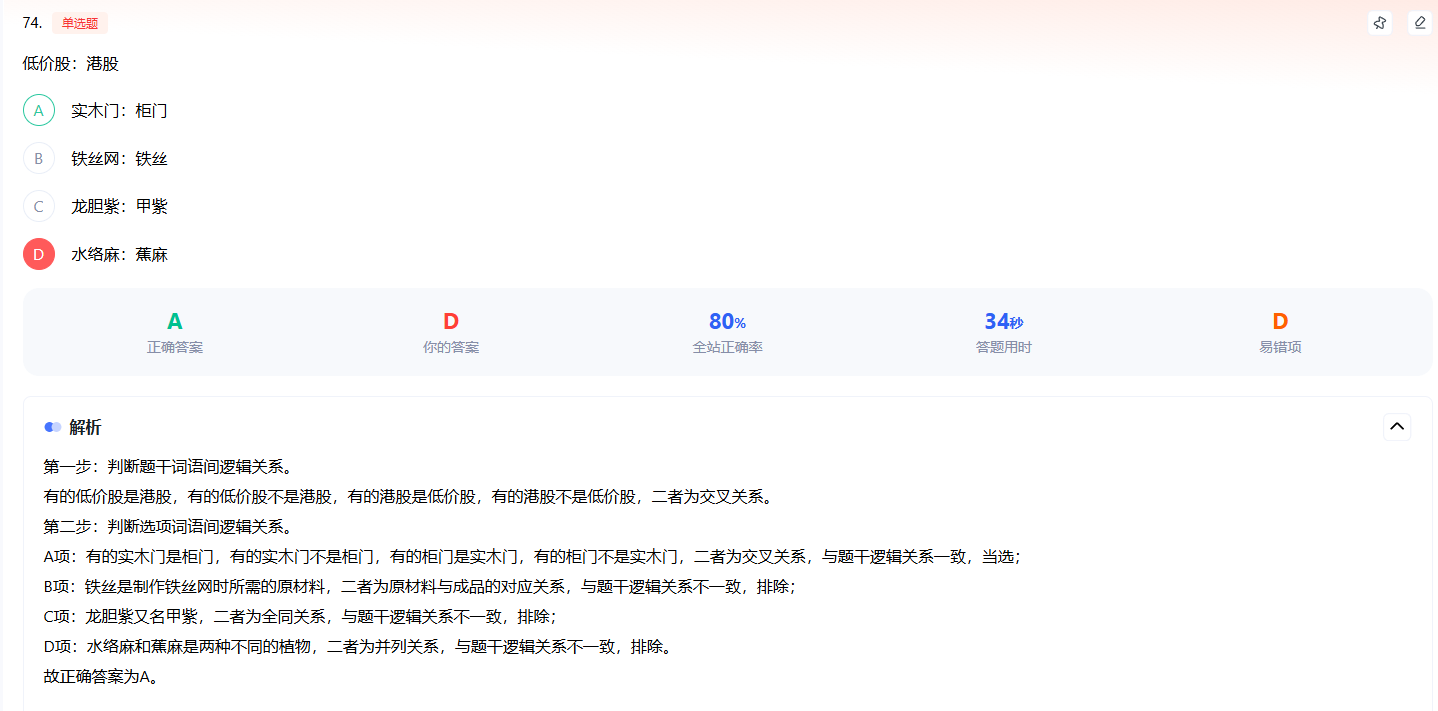 74. 单选题
低价股：港股
A 实木门：柜门
B 铁丝网：铁丝
C 龙胆紫：甲紫
D 水络麻：蕉麻
A D 80% 34秒 D
正确答案 你的答案 全站正确率 答题用时 易错项
解析
第一步：判断题干词语间逻辑关系。
有的低价股是港股，有的低价股不是港股，有的港股是低价股，有的港股不是低价股，二者为交叉关系。
第二步：判断选项词语间逻辑关系。
A项：有的实木门是柜门，有的实木门不是柜门，有的柜门是实木门，有的柜门不是实木门，二者为交叉关系，与题干逻辑关系一致，当选；
B项：铁丝是制作铁丝网时所需的原材料，二者为原材料与成品的对应关系，与题干逻辑关系不一致，排除；
C项：龙胆紫又名甲紫，二者为全同关系，与题干逻辑关系不一致，排除；
D项：水络麻和蕉麻是两种不同的植物，二者为并列关系，与题干逻辑关系不一致，排除。
故正确答案为A。